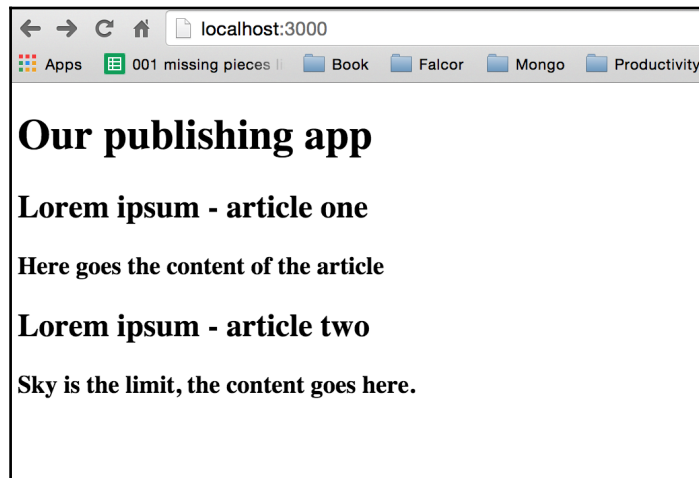 localhost:3000
Apps 001 missing pieces li Book Falcor Mongo Productivity
Our publishing app
Lorem ipsum - article one
Here goes the content of the article
Lorem ipsum - article two
Sky is the limit, the content goes here.